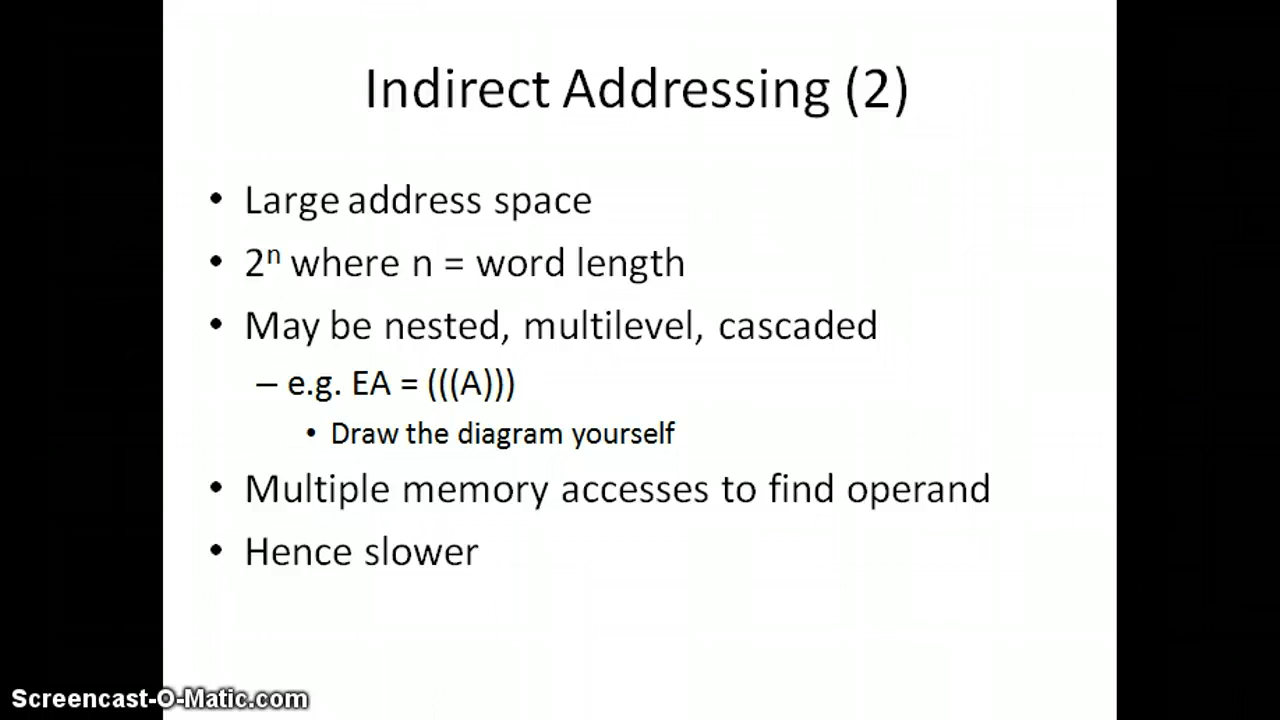 Indirect Addressing (2)
• Large address space
• 2ⁿ where n = word length
• May be nested, multilevel, cascaded
– e.g. EA = (((A)))
• Draw the diagram yourself
• Multiple memory accesses to find operand
• Hence slower
Screencast-O-Matic.com